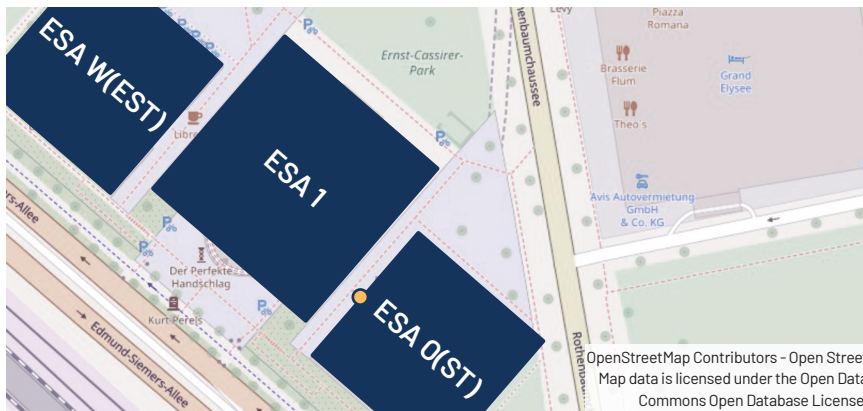 Levy
Piazza
Romana
Brasserie
Flum
Theo's
Grand
Elysee
Ernst-Cassirer-
Park
ESA W(EST)
ESA 1
ESA O(ST)
Avis Autovermietung
GmbH
& Co. KG
Der Perfekte
Handschlag
Kurt Perels
Edmund-Siemers-Allee
OpenStreetMap Contributors - Open Street
Map data is licensed under the Open Data
Commons Open Database License